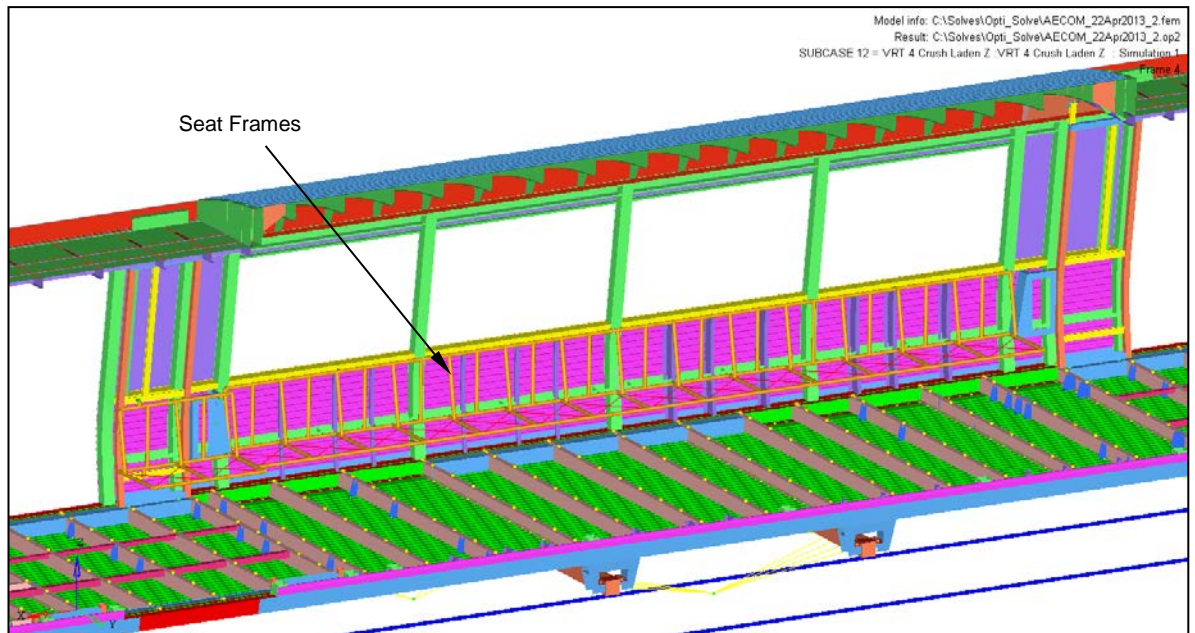 Model info: C:\Solves\Opti_Solve\AECOM_22Apr2013_2.fem
Result: C:\Solves\Opti_Solve\AECOM_22Apr2013_2.op2
SUBCASE 12 = VRT 4 Crush Laden Z :VRT 4 Crush Laden Z : Simulation 1
Frame 4
Seat Frames
Z
X
Y